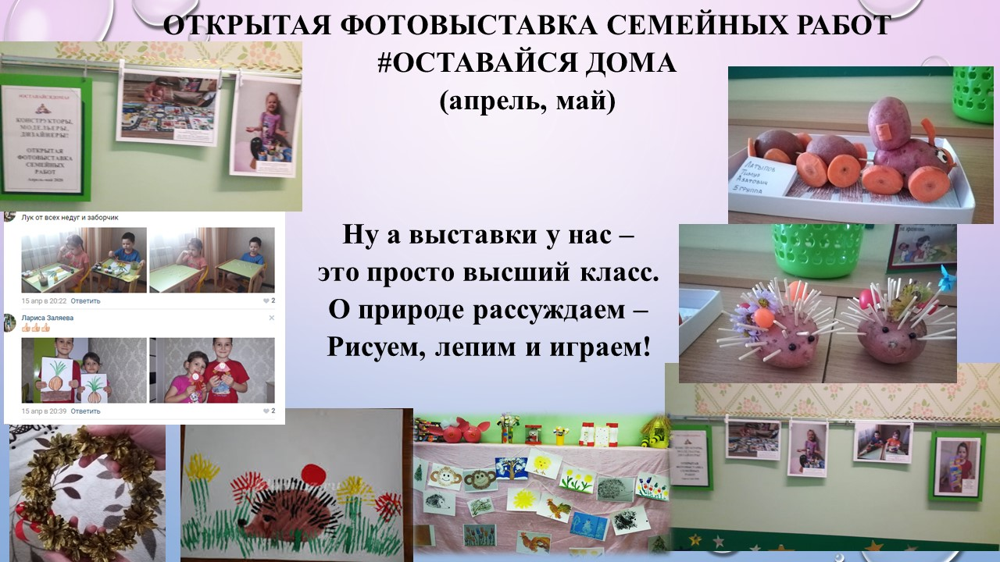 ОТКРЫТАЯ ФОТОВЫСТАВКА СЕМЕЙНЫХ РАБОТ
#ОСТАВАЙСЯ ДОМА
(апрель, май)
#ОСТАВАЙСЯДОМА
КОНСТРУКТОРЫ,
МОДЕЛЬЕРЫ,
ДИЗАЙНЕРЫ!
ОТКРЫТАЯ
ФОТОВЫСТАВКА
СЕМЕЙНЫХ
РАБОТ
Апрель-май 2020
Латыпов
Тимур
Азатович
5 группа
Лук от всех недуг и заборчик
15 апр в 20:22 Ответить 2
Лариса Заляева
15 апр в 20:39 Ответить 2
Ну а выставки у нас –
это просто высший класс.
О природе рассуждаем –
Рисуем, лепим и играем!